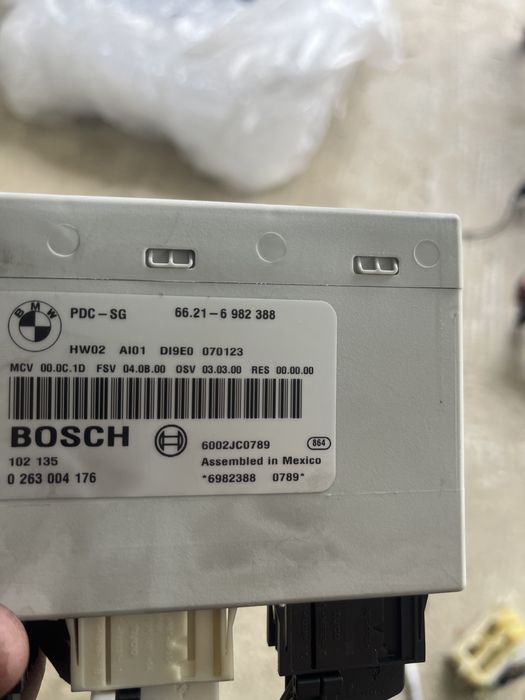 BMW
PDC-SG 66.21-6 982 388
HW02 AI01 DI9E0 070123
MCV 00.0C.1D FSV 04.0B.00 OSV 03.03.00 RES 00.00.00
BOSCH 6002JC0789 864
102 135 Assembled in Mexico
0 263 004 176 *6982388 0789*